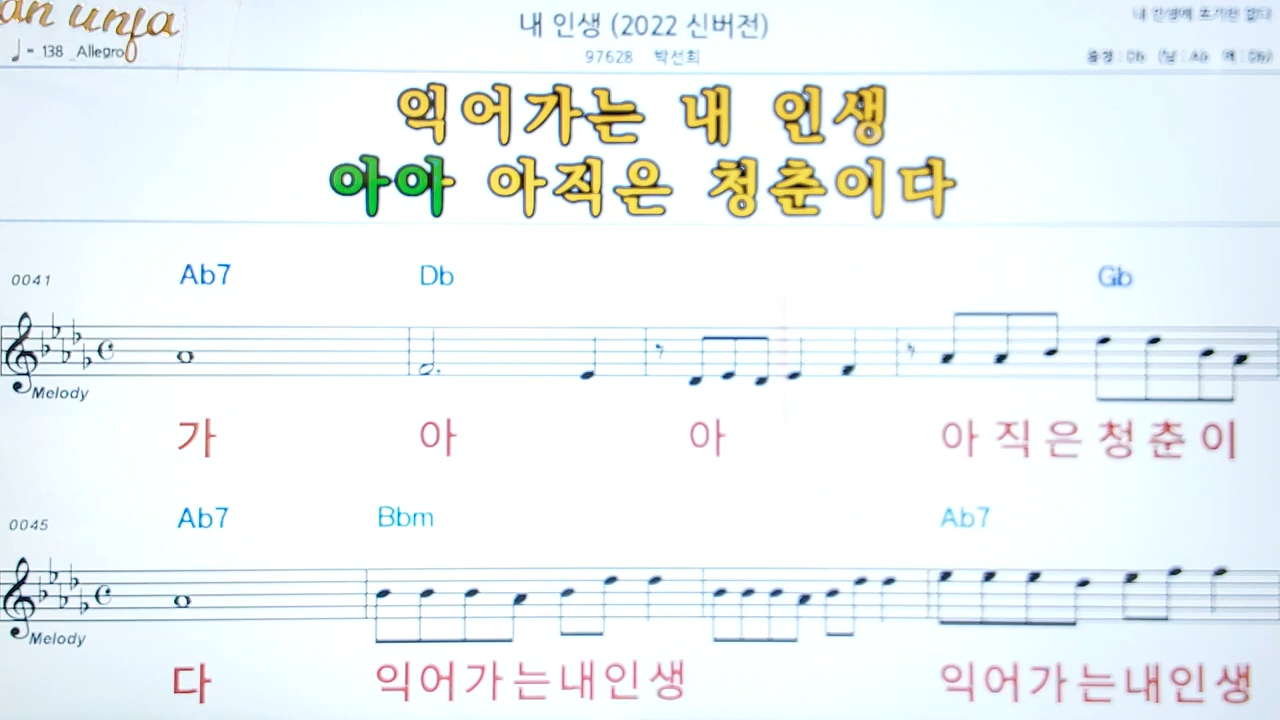 내 인생 (2022 신버전)
♩= 138 Allegro
97628 박선희
익어가는 내 인생
아아 아직은 청춘이다
0041 Ab7 Db Gb
Melody
가 아 아 아 직 은 청 춘 이
0045 Ab7 Bbm Ab7
Melody
다 익어가는내인생 익어가는내인생